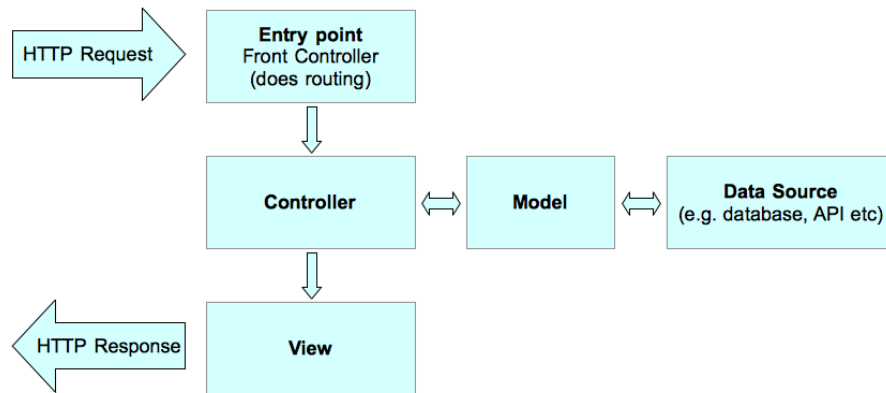 HTTP Request
Entry point
Front Controller
(does routing)
Controller
Model
Data Source
(e.g. database, API etc)
HTTP Response
View